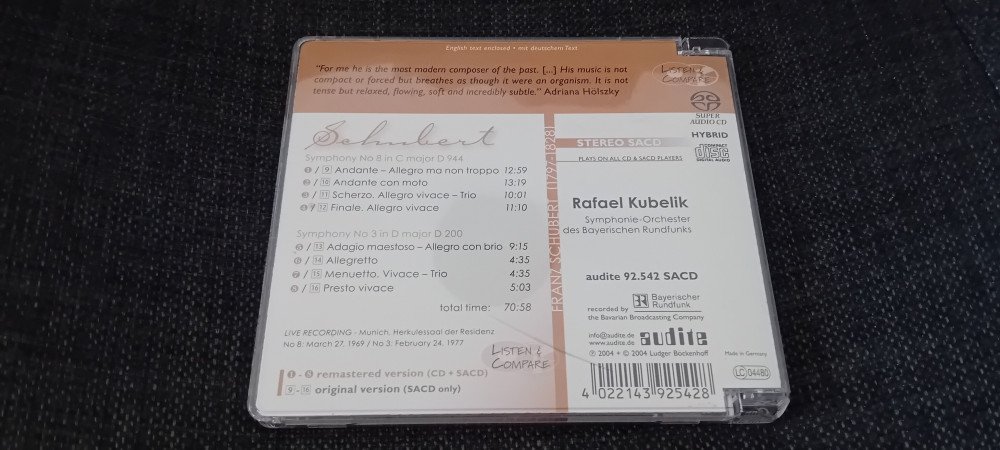 English text enclosed • mit deutschem Text
"For me he is the most modern composer of the past. [...] His music is not
compact or forced but breathes as though it were an organism. It is not
tense but relaxed, flowing, soft and incredibly subtle." Adriana Hölszky
LISTEN &
COMPARE
SUPER
AUDIO CD
HYBRID
COMPACT
disc
DIGITAL AUDIO
Schubert
Symphony No 8 in C major D 944
1 / 9 Andante – Allegro ma non troppo 12:59
2 / 10 Andante con moto 13:19
3 / 11 Scherzo. Allegro vivace – Trio 10:01
4 / 12 Finale. Allegro vivace 11:10
Symphony No 3 in D major D 200
5 / 13 Adagio maestoso – Allegro con brio 9:15
6 / 14 Allegretto 4:35
7 / 15 Menuetto. Vivace – Trio 4:35
8 / 16 Presto vivace 5:03
total time: 70:58
LIVE RECORDING - Munich, Herkulessaal der Residenz
No 8: March 27, 1969 / No 3: February 24, 1977
LISTEN &
COMPARE
1 - 8 remastered version (CD + SACD)
9 - 16 original version (SACD only)
FRANZ SCHUBERT (1797-1828)
STEREO SACD
PLAYS ON ALL CD & SACD PLAYERS
Rafael Kubelik
Symphonie-Orchester
des Bayerischen Rundfunks
audite 92.542 SACD
recorded by
BR Bayerischer
Rundfunk
the Bavarian Broadcasting Company
info@audite.de
www.audite.de
audite
℗ 2004 + © 2004 Ludger Böckenhoff
Made in Germany
LC 04480
4 022143 925428